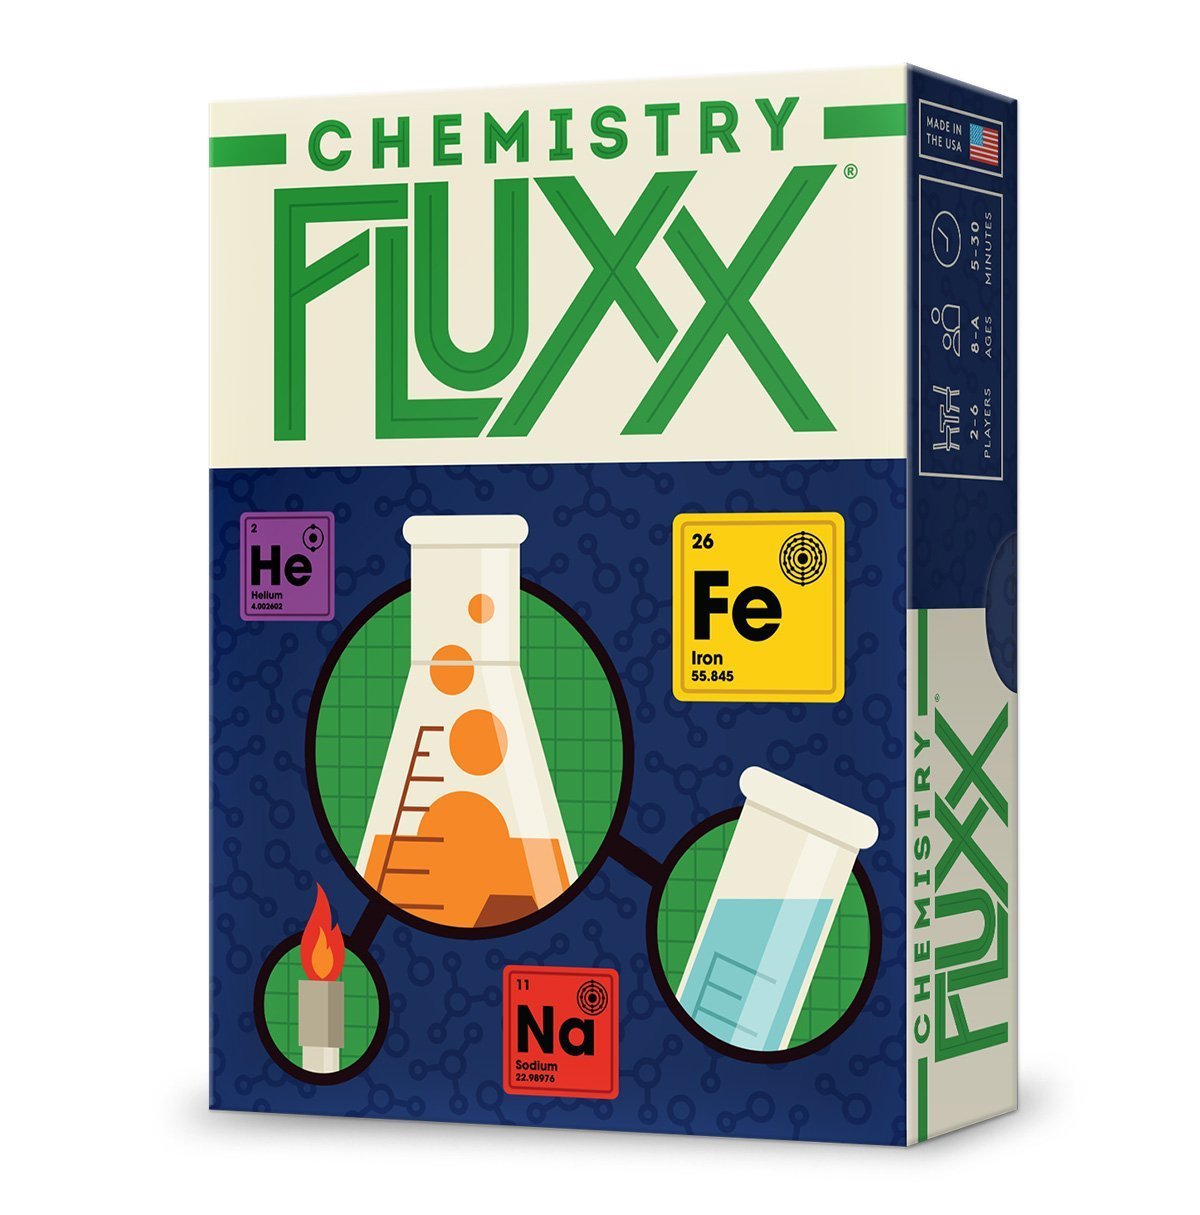 CHEMISTRY
FLUXX®
2
He
Helium
4.002602
26
Fe
Iron
55.845
11
Na
Sodium
22.98976
MADE IN
THE USA
2-6
PLAYERS
8-A
AGES
5-30
MINUTES
CHEMISTRY
FLUXX®